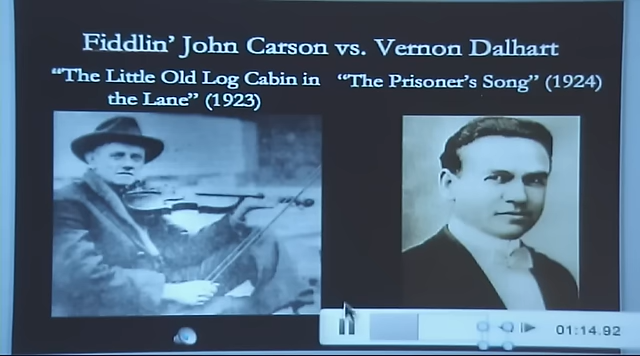 Fiddlin' John Carson vs. Vernon Dalhart
"The Little Old Log Cabin in
the Lane" (1923)
"The Prisoner's Song" (1924)
01:14.92